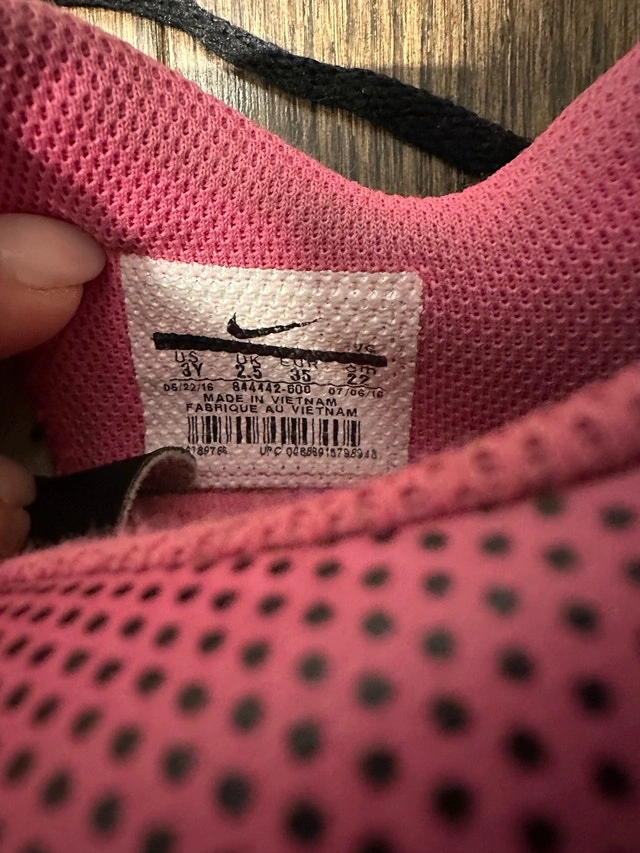 US UK EUR cm
3Y 2.5 35 22
05/22/16 844442-600 07/06/16
MADE IN VIETNAM
FABRIQUE AU VIETNAM
UPC